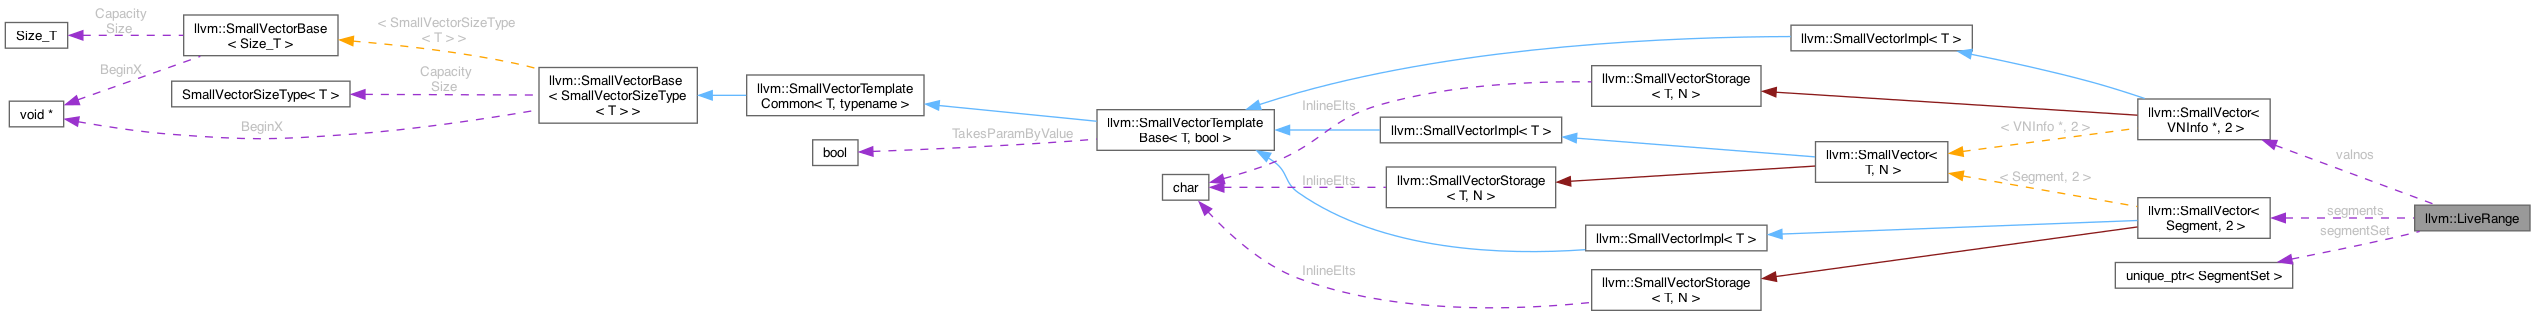 Size_T
Capacity
Size
llvm::SmallVectorBase
< Size_T >
< SmallVectorSizeType
< T > >
BeginX
SmallVectorSizeType< T >
Capacity
Size
void *
BeginX
llvm::SmallVectorBase
< SmallVectorSizeType
< T > >
llvm::SmallVectorTemplate
Common< T, typename >
bool
TakesParamByValue
llvm::SmallVectorTemplate
Base< T, bool >
char
InlineElts
InlineElts
InlineElts
llvm::SmallVectorImpl< T >
llvm::SmallVectorStorage
< T, N >
llvm::SmallVectorImpl< T >
llvm::SmallVectorStorage
< T, N >
llvm::SmallVectorImpl< T >
llvm::SmallVectorStorage
< T, N >
llvm::SmallVector<
T, N >
< VNInfo *, 2 >
< Segment, 2 >
llvm::SmallVector<
VNInfo *, 2 >
llvm::SmallVector<
Segment, 2 >
unique_ptr< SegmentSet >
valnos
segments
segmentSet
llvm::LiveRange